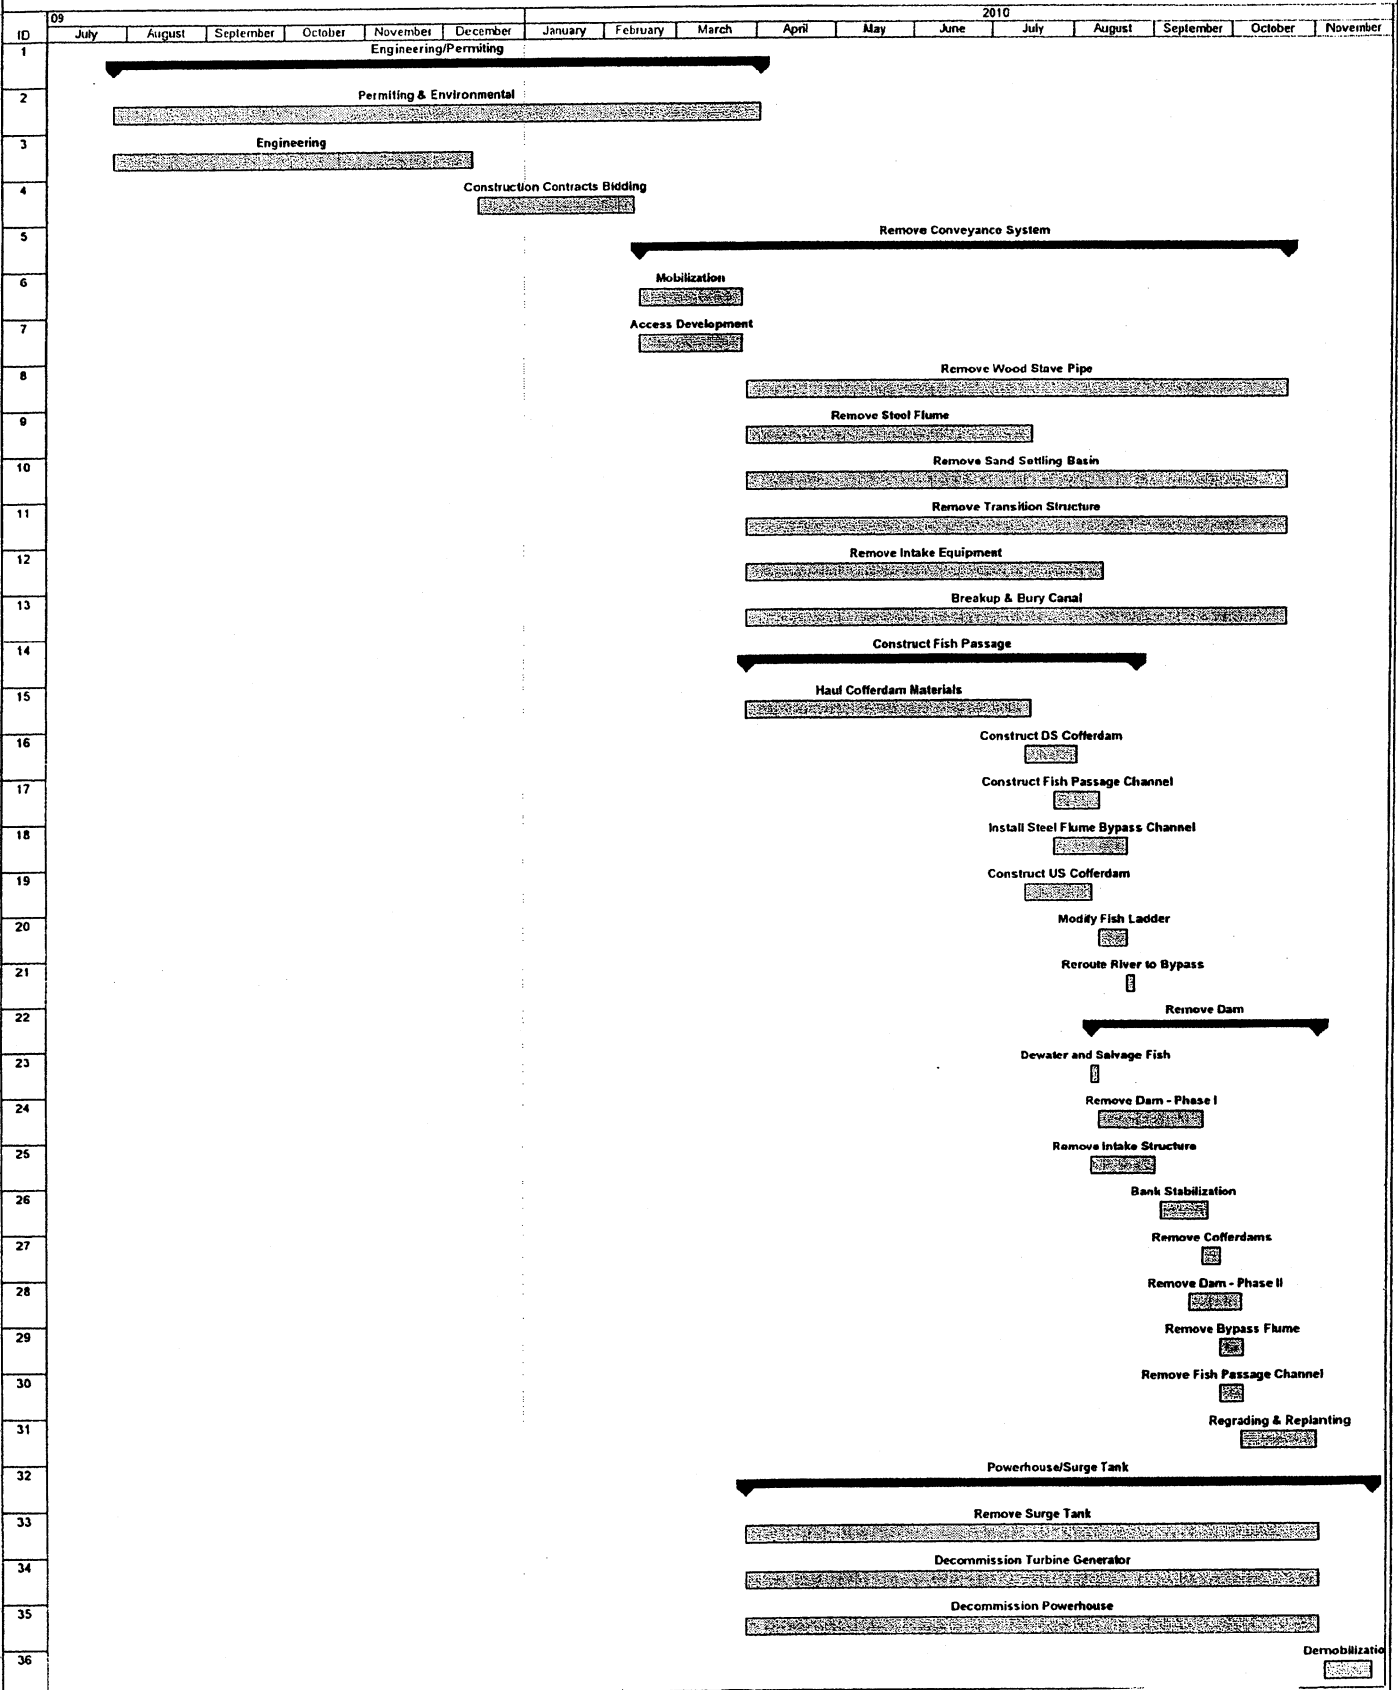 09 2010
ID July August September October November December January February March April May June July August September October November
1 Engineering/Permiting
2 Permiting & Environmental
3 Engineering
4 Construction Contracts Bidding
5 Remove Conveyance System
6 Mobilization
7 Access Development
8 Remove Wood Stave Pipe
9 Remove Steel Flume
10 Remove Sand Settling Basin
11 Remove Transition Structure
12 Remove Intake Equipment
13 Breakup & Bury Canal
14 Construct Fish Passage
15 Haul Cofferdam Materials
16 Construct DS Cofferdam
17 Construct Fish Passage Channel
18 Install Steel Flume Bypass Channel
19 Construct US Cofferdam
20 Modify Fish Ladder
21 Reroute River to Bypass
22 Remove Dam
23 Dewater and Salvage Fish
24 Remove Dam - Phase I
25 Remove Intake Structure
26 Bank Stabilization
27 Remove Cofferdams
28 Remove Dam - Phase II
29 Remove Bypass Flume
30 Remove Fish Passage Channel
31 Regrading & Replanting
32 Powerhouse/Surge Tank
33 Remove Surge Tank
34 Decommission Turbine Generator
35 Decommission Powerhouse
36 Demobilizatio